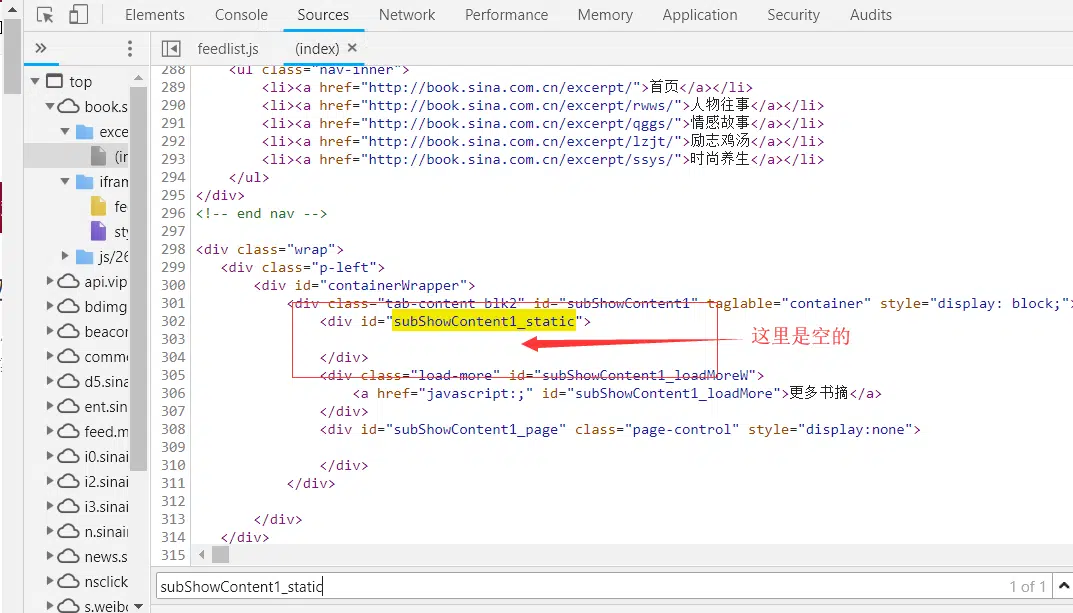 Elements Console Sources Network Performance Memory Application Security Audits
» feedlist.js (index) ×
top
book.s
exce
(ir
ifran
fe
sty
js/26
api.vip
bdimg
beacor
comm
d5.sina
ent.sin
feed.m
i0.sinai
i2.sinai
i3.sinai
n.sinair
news.s
nsclick
s.weibo
288 <ul class="nav-inner">
289 <li><a href="http://book.sina.com.cn/excerpt/">首页</a></li>
290 <li><a href="http://book.sina.com.cn/excerpt/rwws/">人物往事</a></li>
291 <li><a href="http://book.sina.com.cn/excerpt/qggs/">情感故事</a></li>
292 <li><a href="http://book.sina.com.cn/excerpt/lzjt/">励志鸡汤</a></li>
293 <li><a href="http://book.sina.com.cn/excerpt/ssys/">时尚养生</a></li>
294 </ul>
295 </div>
296 <!-- end nav -->
297
298 <div class="wrap">
299 <div class="p-left">
300 <div id="containerWrapper">
301 <div class="tab-content blk2" id="subShowContent1" taglable="container" style="display: block;">
302 <div id="subShowContent1_static">
303 这里是空的
304 </div>
305 <div class="load-more" id="subShowContent1_loadMoreW">
306 <a href="javascript:;" id="subShowContent1_loadMore">更多书摘</a>
307 </div>
308 <div id="subShowContent1_page" class="page-control" style="display:none">
309
310 </div>
311 </div>
312
313 </div>
314 </div>
315
subShowContent1_static 1 of 1